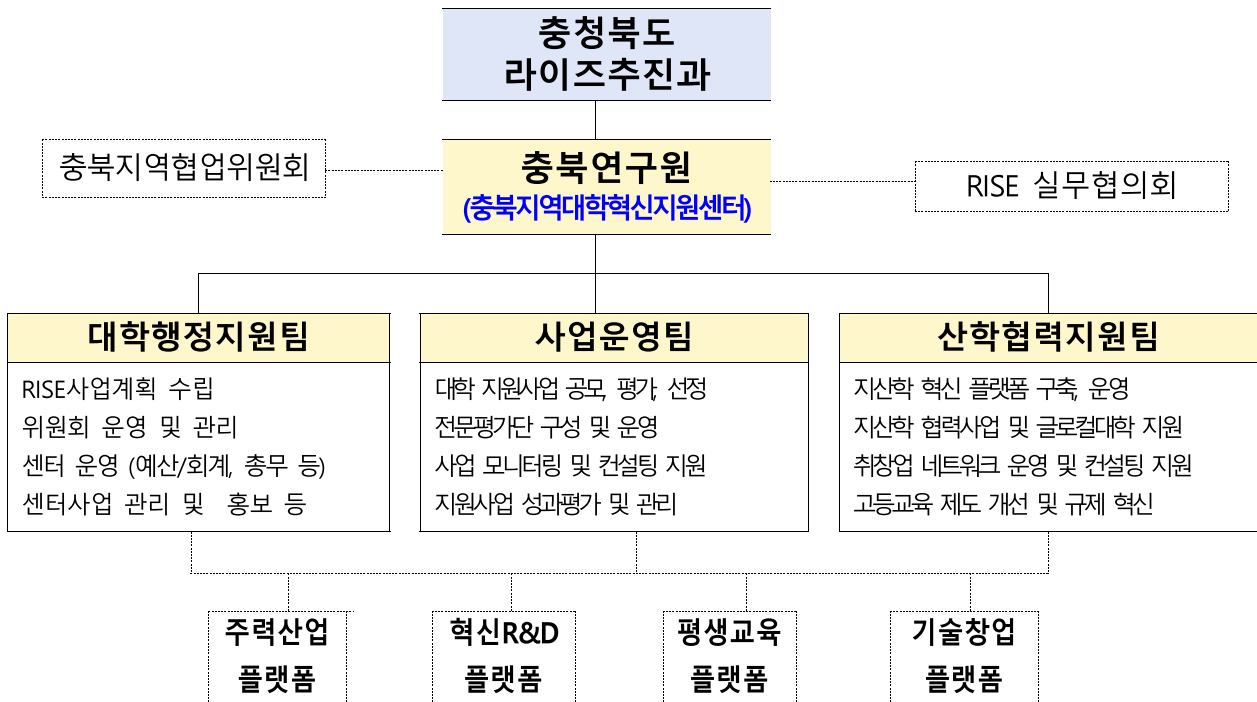 충청북도
라이즈추진과
충북지역협업위원회
충북연구원
(충북지역대학혁신지원센터)
RISE 실무협의회
대학행정지원팀
RISE사업계획 수립
위원회 운영 및 관리
센터 운영 (예산/회계, 총무 등)
센터사업 관리 및 홍보 등
사업운영팀
대학 지원사업 공모, 평가, 선정
전문평가단 구성 및 운영
사업 모니터링 및 컨설팅 지원
지원사업 성과평가 및 관리
산학협력지원팀
지산학 혁신 플랫폼 구축, 운영
지산학 협력사업 및 글로컬대학 지원
취창업 네트워크 운영 및 컨설팅 지원
고등교육 제도 개선 및 규제 혁신
주력산업
플랫폼
혁신R&D
플랫폼
평생교육
플랫폼
기술창업
플랫폼